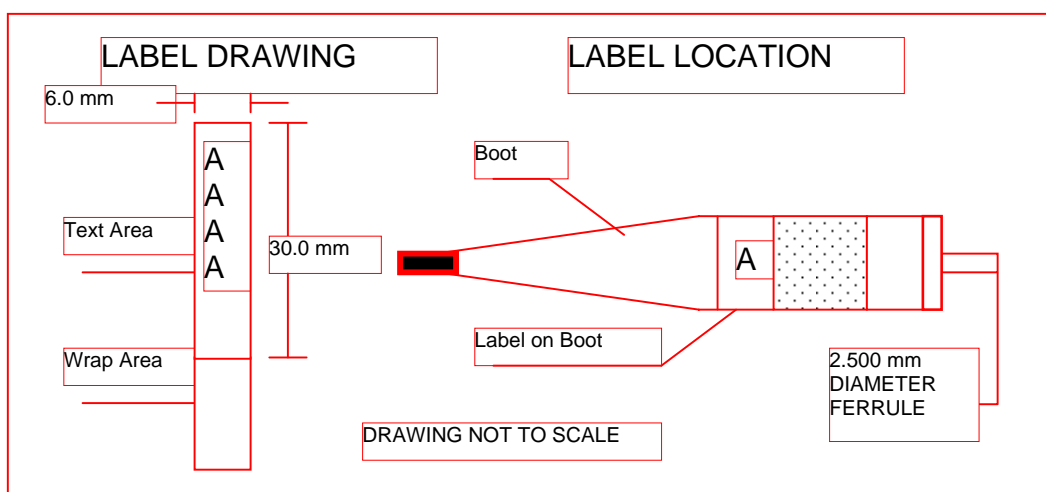 LABEL DRAWING
LABEL LOCATION
6.0 mm
A
A
A
A
Text Area
30.0 mm
Wrap Area
Boot
A
Label on Boot
2.500 mm
DIAMETER
FERRULE
DRAWING NOT TO SCALE